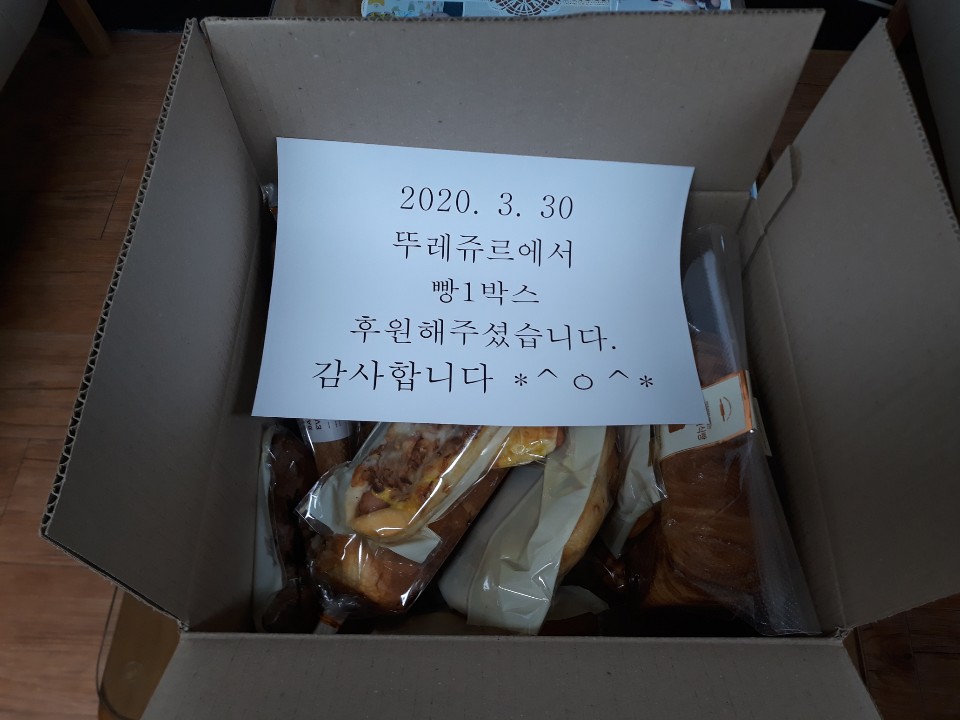 2020. 3. 30
뚜레쥬르에서
빵1박스
후원해주셨습니다.
감사합니다 *^ㅇ^*